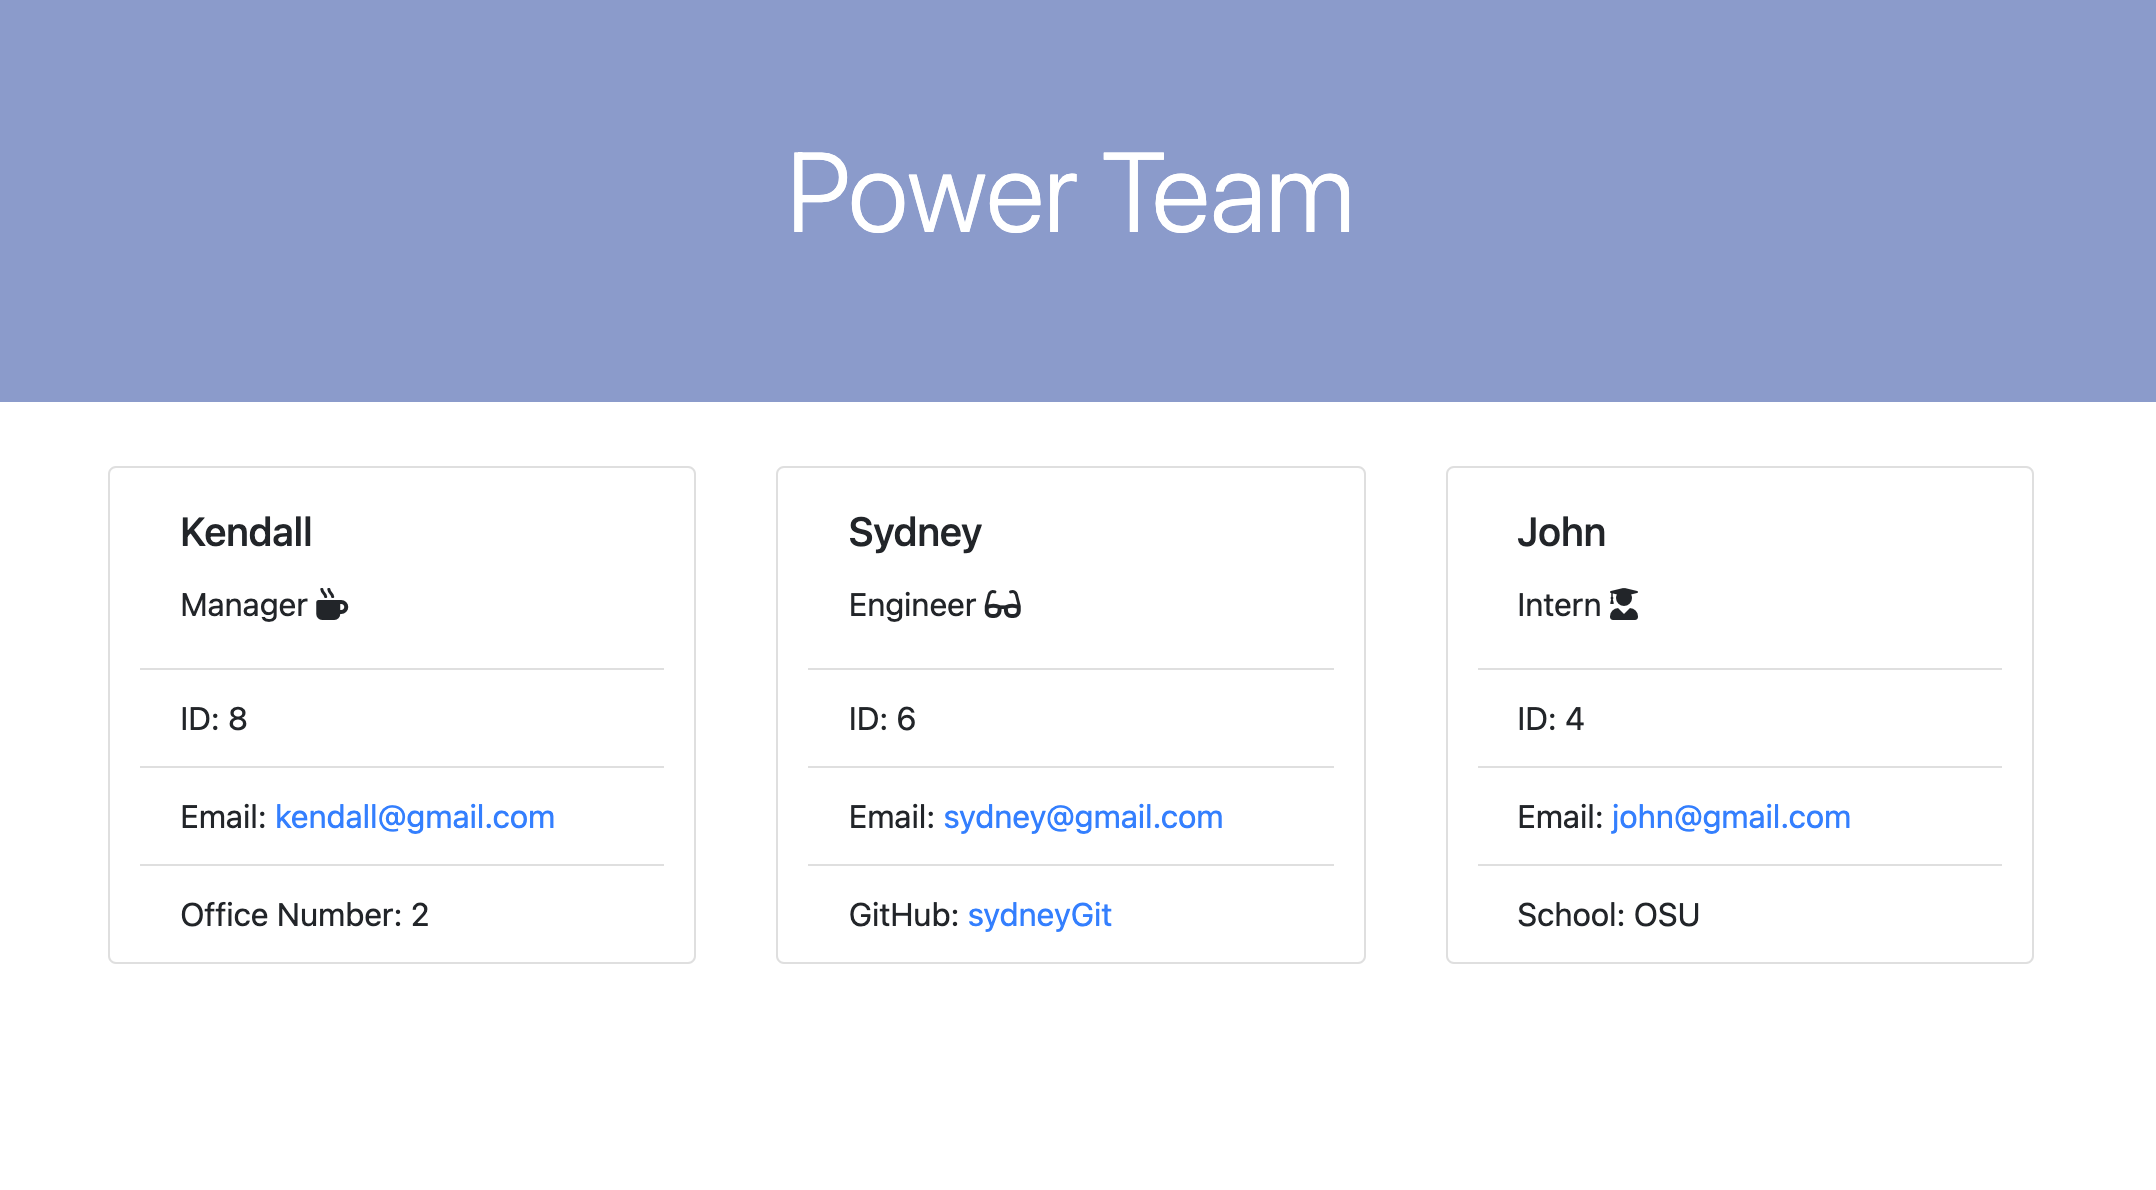 Power Team
Kendall
Manager
ID: 8
Email: kendall@gmail.com
Office Number: 2
Sydney
Engineer
ID: 6
Email: sydney@gmail.com
GitHub: sydneyGit
John
Intern
ID: 4
Email: john@gmail.com
School: OSU